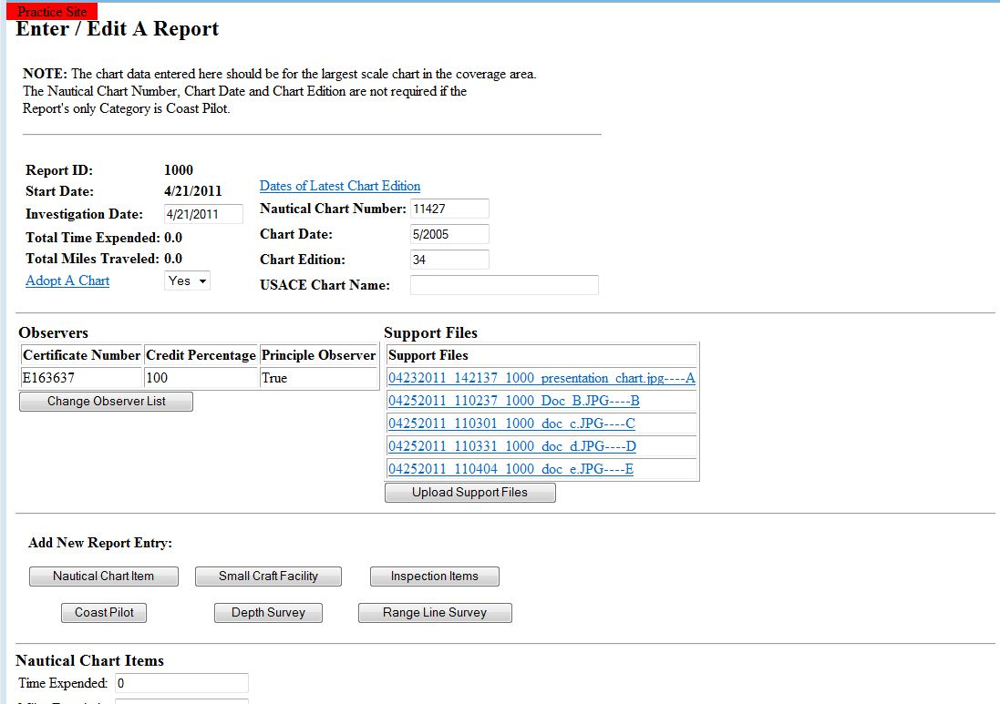 Practice Site
Enter / Edit A Report
NOTE: The chart data entered here should be for the largest scale chart in the coverage area.
The Nautical Chart Number, Chart Date and Chart Edition are not required if the
Report's only Category is Coast Pilot.
Report ID: 1000
Start Date: 4/21/2011
Investigation Date: 4/21/2011
Total Time Expended: 0.0
Total Miles Traveled: 0.0
Adopt A Chart Yes
Dates of Latest Chart Edition
Nautical Chart Number: 11427
Chart Date: 5/2005
Chart Edition: 34
USACE Chart Name:
Observers
Certificate Number Credit Percentage Principle Observer
E163637 100 True
Change Observer List
Support Files
Support Files
04232011_142137_1000_presentation_chart.jpg----A
04252011_110237_1000_Doc_B.JPG----B
04252011_110301_1000_doc_c.JPG----C
04252011_110331_1000_doc_d.JPG----D
04252011_110404_1000_doc_e.JPG----E
Upload Support Files
Add New Report Entry:
Nautical Chart Item Small Craft Facility Inspection Items
Coast Pilot Depth Survey Range Line Survey
Nautical Chart Items
Time Expended: 0